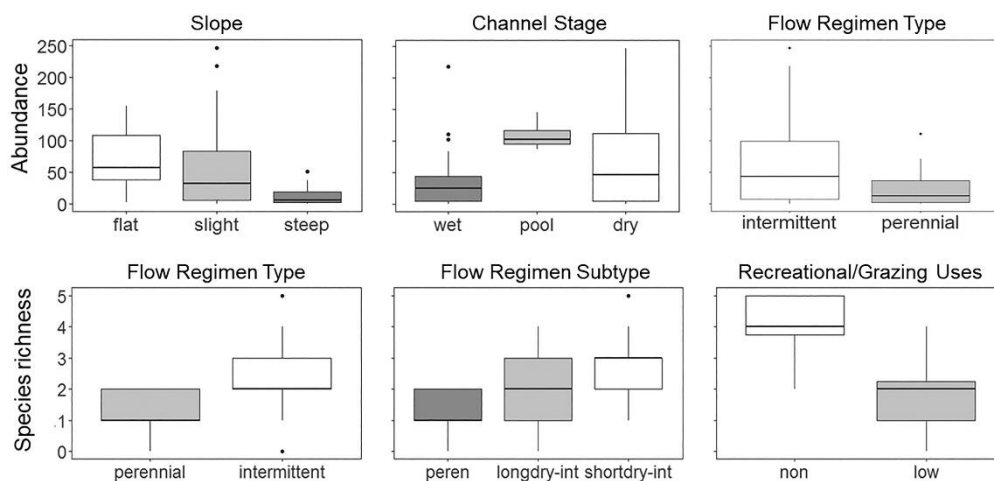 Slope
Channel Stage
Flow Regimen Type
Abundance
250
200
150
100
50
0
flat slight steep
wet pool dry
intermittent perennial
Flow Regimen Type
Flow Regimen Subtype
Recreational/Grazing Uses
Species richness
5
4
3
2
1
0
perennial intermittent
peren longdry-int shortdry-int
non low